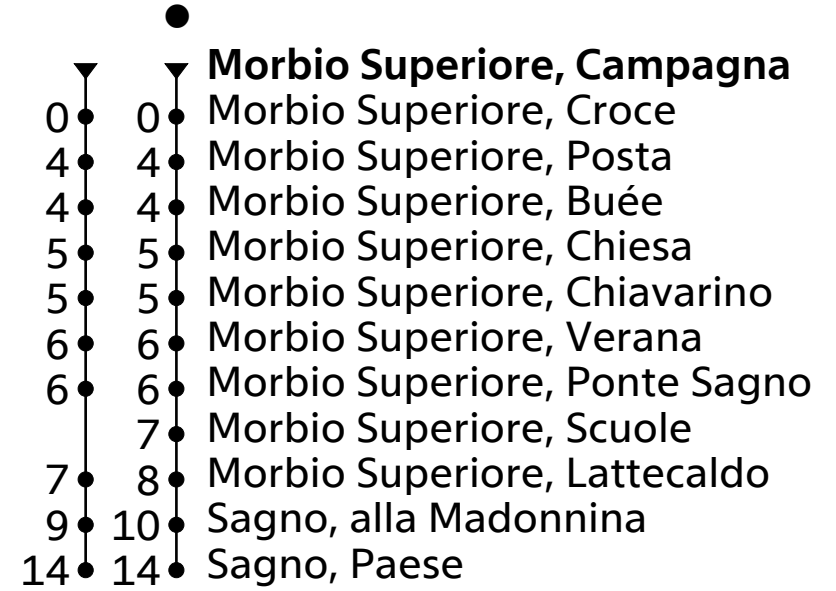 Morbio Superiore, Campagna
0 0 Morbio Superiore, Croce
4 4 Morbio Superiore, Posta
4 4 Morbio Superiore, Buée
5 5 Morbio Superiore, Chiesa
5 5 Morbio Superiore, Chiavarino
6 6 Morbio Superiore, Verana
6 6 Morbio Superiore, Ponte Sagno
7 Morbio Superiore, Scuole
7 8 Morbio Superiore, Lattecaldo
9 10 Sagno, alla Madonnina
14 14 Sagno, Paese